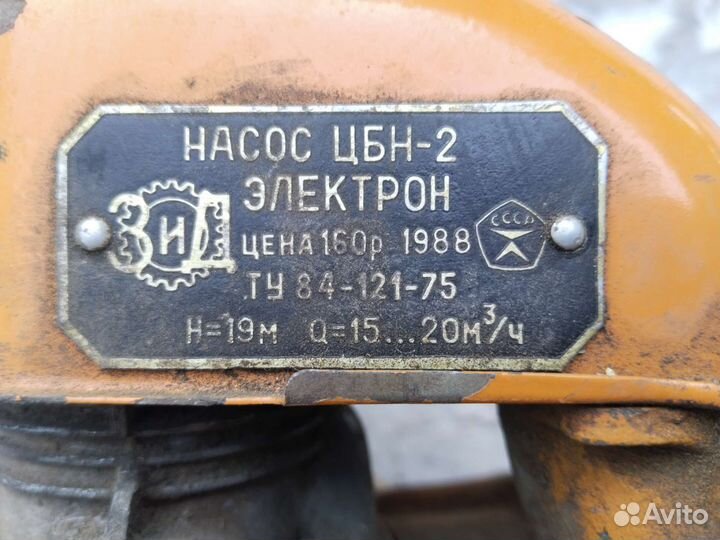 НАСОС ЦБН-2
ЭЛЕКТРОН
ЗИД
ЦЕНА 160р 1988
СССР
ТУ 84-121-75
Н=19м Q=15...20м³/ч
Avito